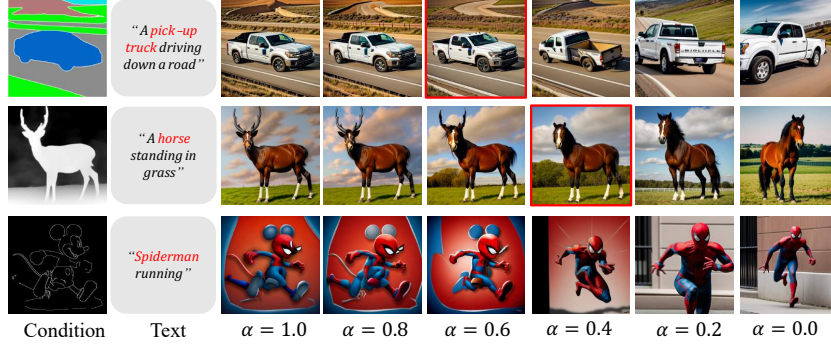 “ A pick-up
truck driving
down a road”
“ A horse
standing in
grass”
“Spiderman
running”
Condition
Text
α = 1.0
α = 0.8
α = 0.6
α = 0.4
α = 0.2
α = 0.0